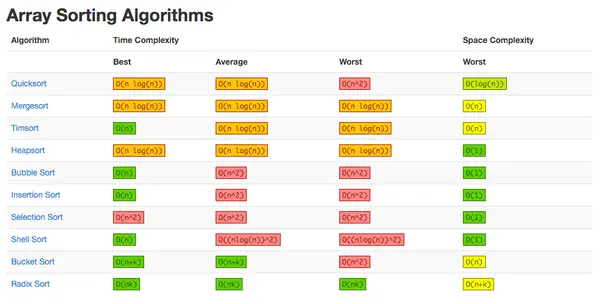 Array Sorting Algorithms
Algorithm Time Complexity Space Complexity
Best Average Worst Worst
Quicksort O(n log(n)) O(n log(n)) O(n^2) O(log(n))
Mergesort O(n log(n)) O(n log(n)) O(n log(n)) O(n)
Timsort O(n) O(n log(n)) O(n log(n)) O(n)
Heapsort O(n log(n)) O(n log(n)) O(n log(n)) O(1)
Bubble Sort O(n) O(n^2) O(n^2) O(1)
Insertion Sort O(n) O(n^2) O(n^2) O(1)
Selection Sort O(n^2) O(n^2) O(n^2) O(1)
Shell Sort O(n) O((nlog(n))^2) O((nlog(n))^2) O(1)
Bucket Sort O(n+k) O(n+k) O(n^2) O(n)
Radix Sort O(nk) O(nk) O(nk) O(n+k)